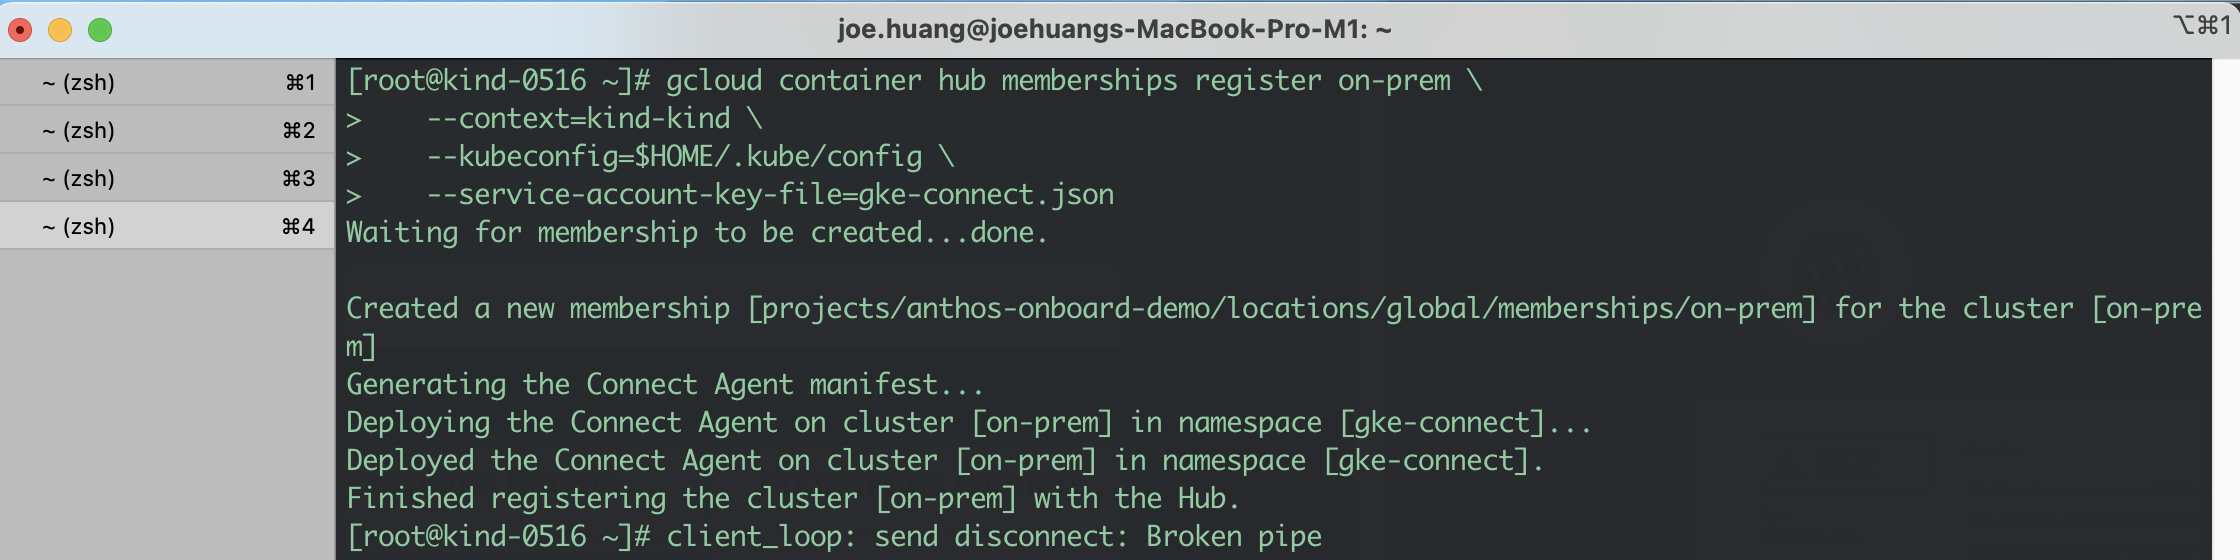 joe.huang@joehuangs-MacBook-Pro-M1: ~
⌥⌘1
~ (zsh) ⌘1
~ (zsh) ⌘2
~ (zsh) ⌘3
~ (zsh) ⌘4
[root@kind-0516 ~]# gcloud container hub memberships register on-prem \
>    --context=kind-kind \
>    --kubeconfig=$HOME/.kube/config \
>    --service-account-key-file=gke-connect.json
Waiting for membership to be created...done.
Created a new membership [projects/anthos-onboard-demo/locations/global/memberships/on-prem] for the cluster [on-pre
m]
Generating the Connect Agent manifest...
Deploying the Connect Agent on cluster [on-prem] in namespace [gke-connect]...
Deployed the Connect Agent on cluster [on-prem] in namespace [gke-connect].
Finished registering the cluster [on-prem] with the Hub.
[root@kind-0516 ~]# client_loop: send disconnect: Broken pipe